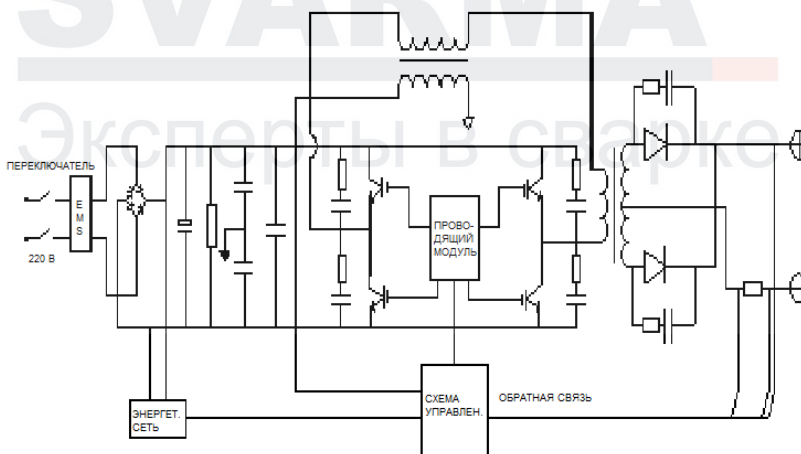 SVARMA
Эксперты в сварке
ПЕРЕКЛЮЧАТЕЛЬ
E
M
S
220 В
ПРОВО-
ДЯЩИЙ
МОДУЛЬ
СХЕМА
УПРАВЛЕН.
ОБРАТНАЯ СВЯЗЬ
ЭНЕРГЕТ.
СЕТЬ